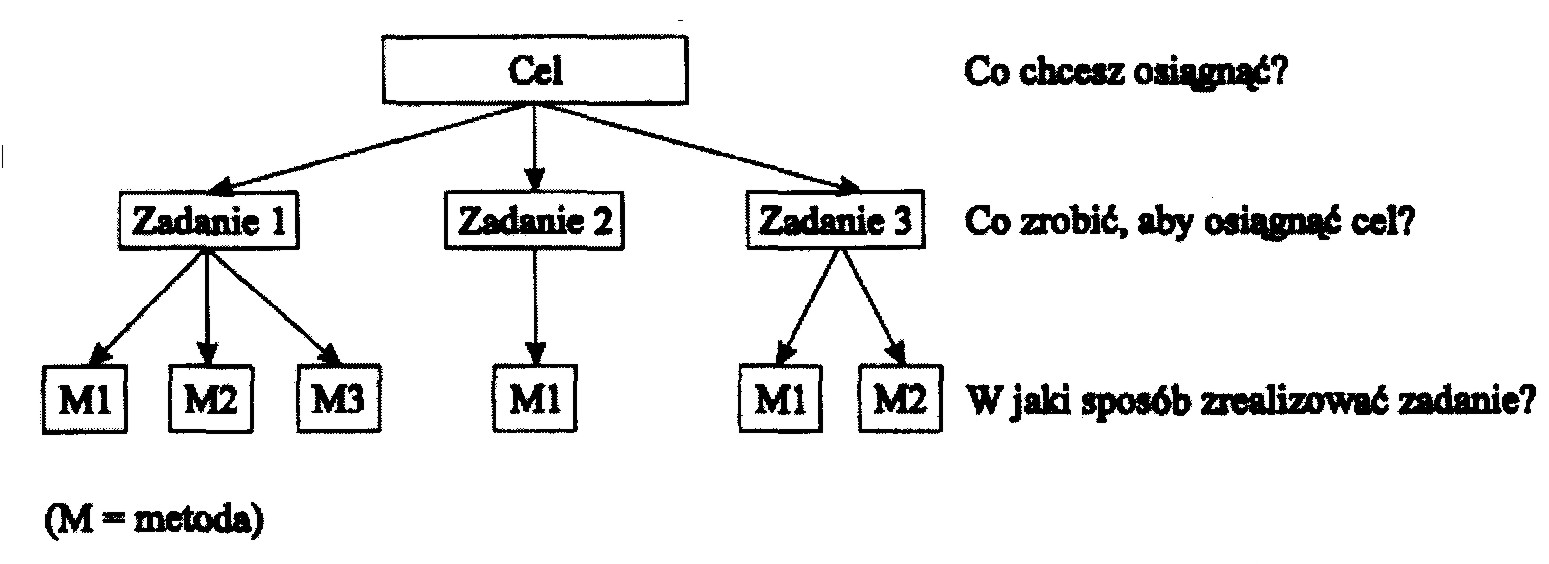 Cel Co chcesz osiągnąć?
Zadanie 1 Zadanie 2 Zadanie 3 Co zrobić, aby osiągnąć cel?
M1 M2 M3 M1 M1 M2 W jaki sposób zrealizować zadanie?
(M = metoda)